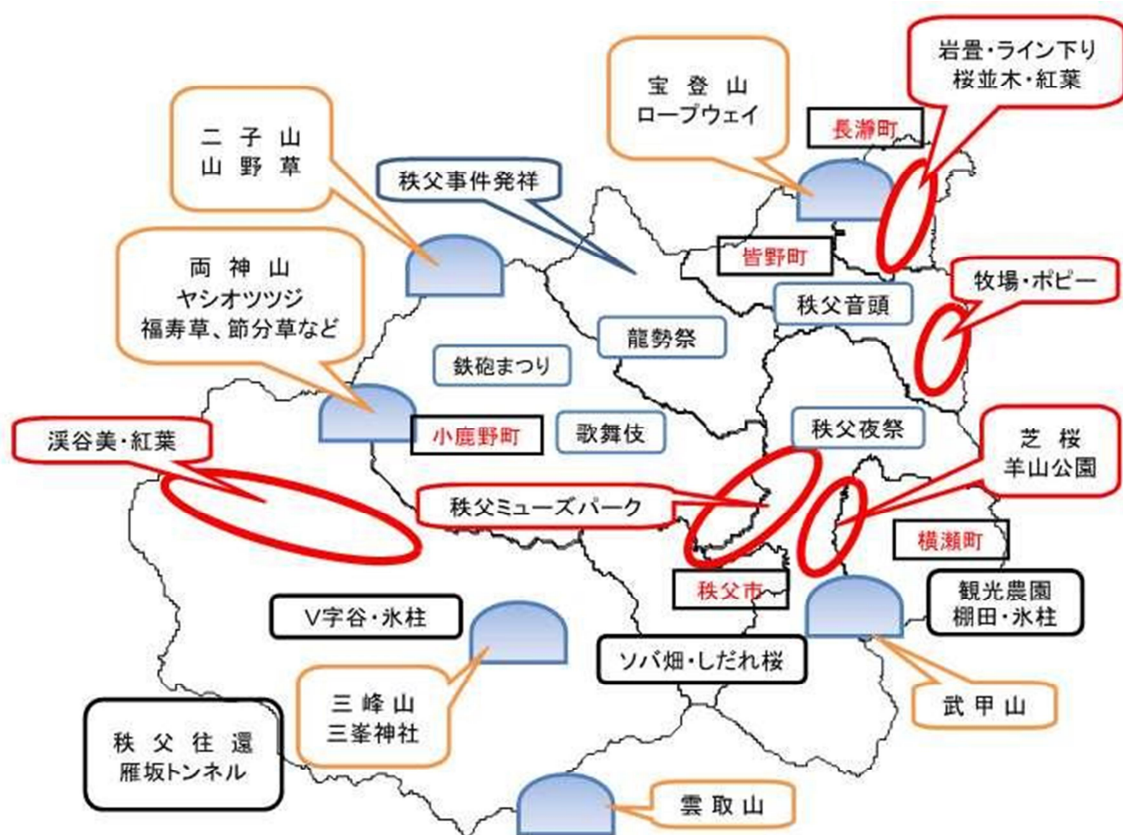 岩畳・ライン下り
桜並木・紅葉
宝登山
ロープウェイ
長瀞町
二子山
山野草
秩父事件発祥
皆野町
両神山
ヤシオツツジ
福寿草、節分草など
牧場・ポピー
秩父音頭
龍勢祭
鉄砲まつり
小鹿野町
歌舞伎
秩父夜祭
芝桜
羊山公園
渓谷美・紅葉
秩父ミューズパーク
横瀬町
秩父市
観光農園
棚田・氷柱
V字谷・氷柱
ソバ畑・しだれ桜
三峰山
三峯神社
武甲山
秩父往還
雁坂トンネル
雲取山